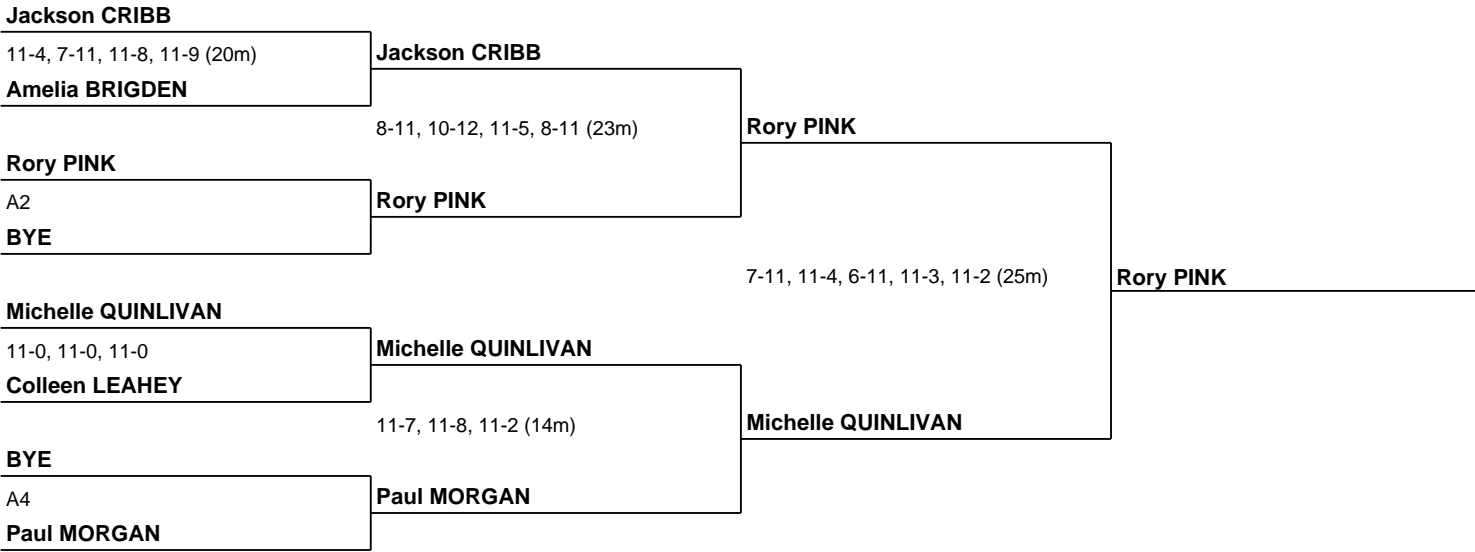 Jackson CRIBB
11-4, 7-11, 11-8, 11-9 (20m)
Amelia BRIGDEN
Rory PINK
A2
BYE
Michelle QUINLIVAN
11-0, 11-0, 11-0
Colleen LEAHEY
BYE
A4
Paul MORGAN
Jackson CRIBB
8-11, 10-12, 11-5, 8-11 (23m)
Rory PINK
Michelle QUINLIVAN
11-7, 11-8, 11-2 (14m)
Paul MORGAN
Rory PINK
7-11, 11-4, 6-11, 11-3, 11-2 (25m)
Michelle QUINLIVAN
Rory PINK